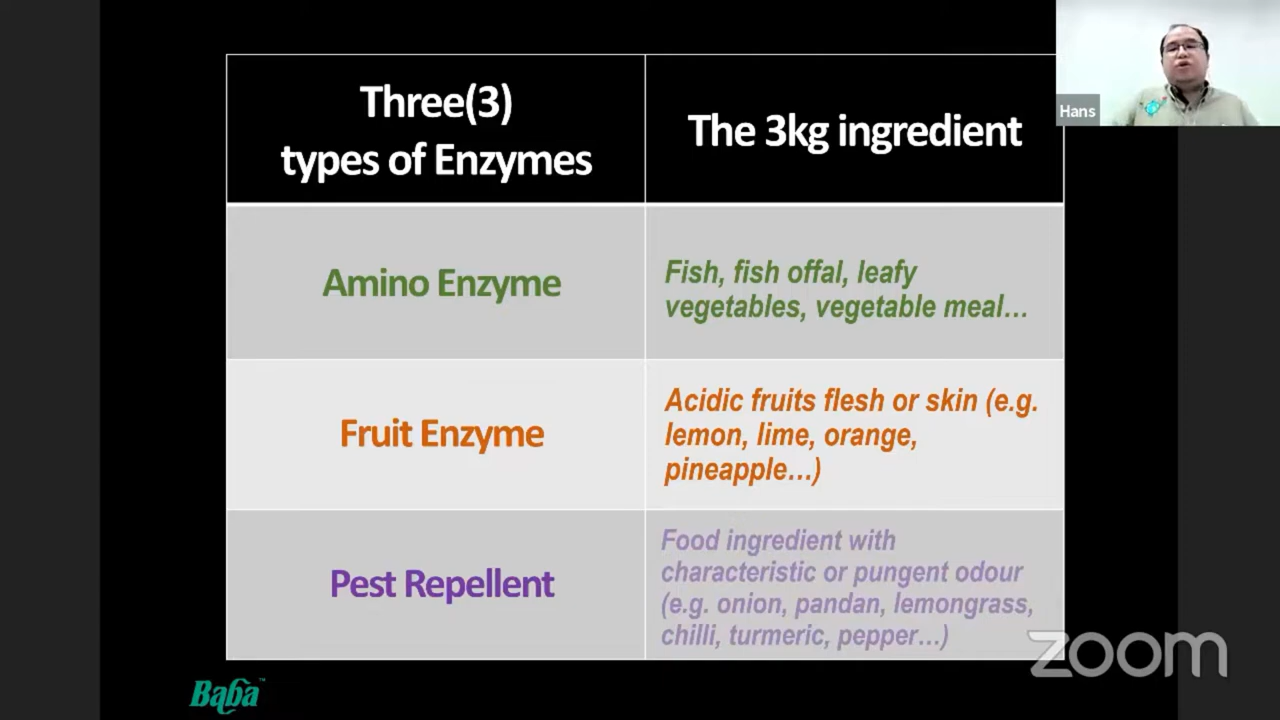 Three(3)
types of Enzymes
The 3kg ingredient
Hans
Amino Enzyme
Fish, fish offal, leafy
vegetables, vegetable meal…
Fruit Enzyme
Acidic fruits flesh or skin (e.g.
lemon, lime, orange,
pineapple…)
Pest Repellent
Food ingredient with
characteristic or pungent odour
(e.g. onion, pandan, lemongrass,
chilli, turmeric, pepper…)
zoom
Baba™